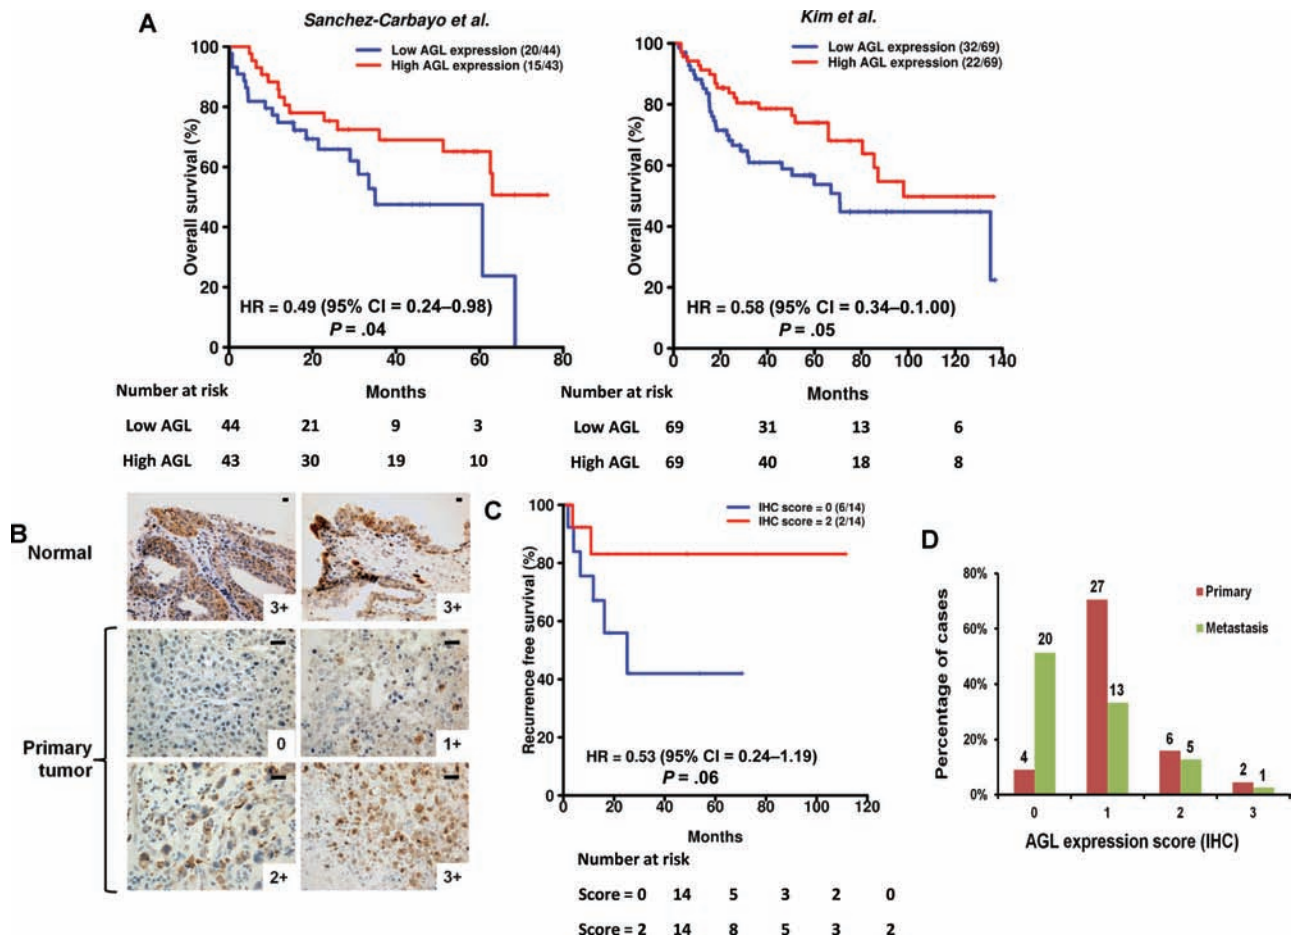 A
Sanchez-Carbayo et al.
Low AGL expression (20/44)
High AGL expression (15/43)
Overall survival (%)
100
80
60
40
20
0
HR = 0.49 (95% CI = 0.24–0.98)
P = .04
0 20 40 60 80
Months
Number at risk
Low AGL 44 21 9 3
High AGL 43 30 19 10
Kim et al.
Low AGL expression (32/69)
High AGL expression (22/69)
Overall survival (%)
100
80
60
40
20
0
HR = 0.58 (95% CI = 0.34–0.1.00)
P = .05
0 20 40 60 80 100 120 140
Months
Number at risk
Low AGL 69 31 13 6
High AGL 69 40 18 8
B
Normal
3+ 3+
Primary
tumor
0 1+
2+ 3+
C
IHC score = 0 (6/14)
IHC score = 2 (2/14)
Recurrence free survival (%)
100
80
60
40
20
0
HR = 0.53 (95% CI = 0.24–1.19)
P = .06
0 20 40 60 80 100 120
Months
Number at risk
Score = 0 14 5 3 2 0
Score = 2 14 8 5 3 2
D
Percentage of cases
80%
60%
40%
20%
0%
Primary
Metastasis
4 20 27 13 6 5 2 1
0 1 2 3
AGL expression score (IHC)